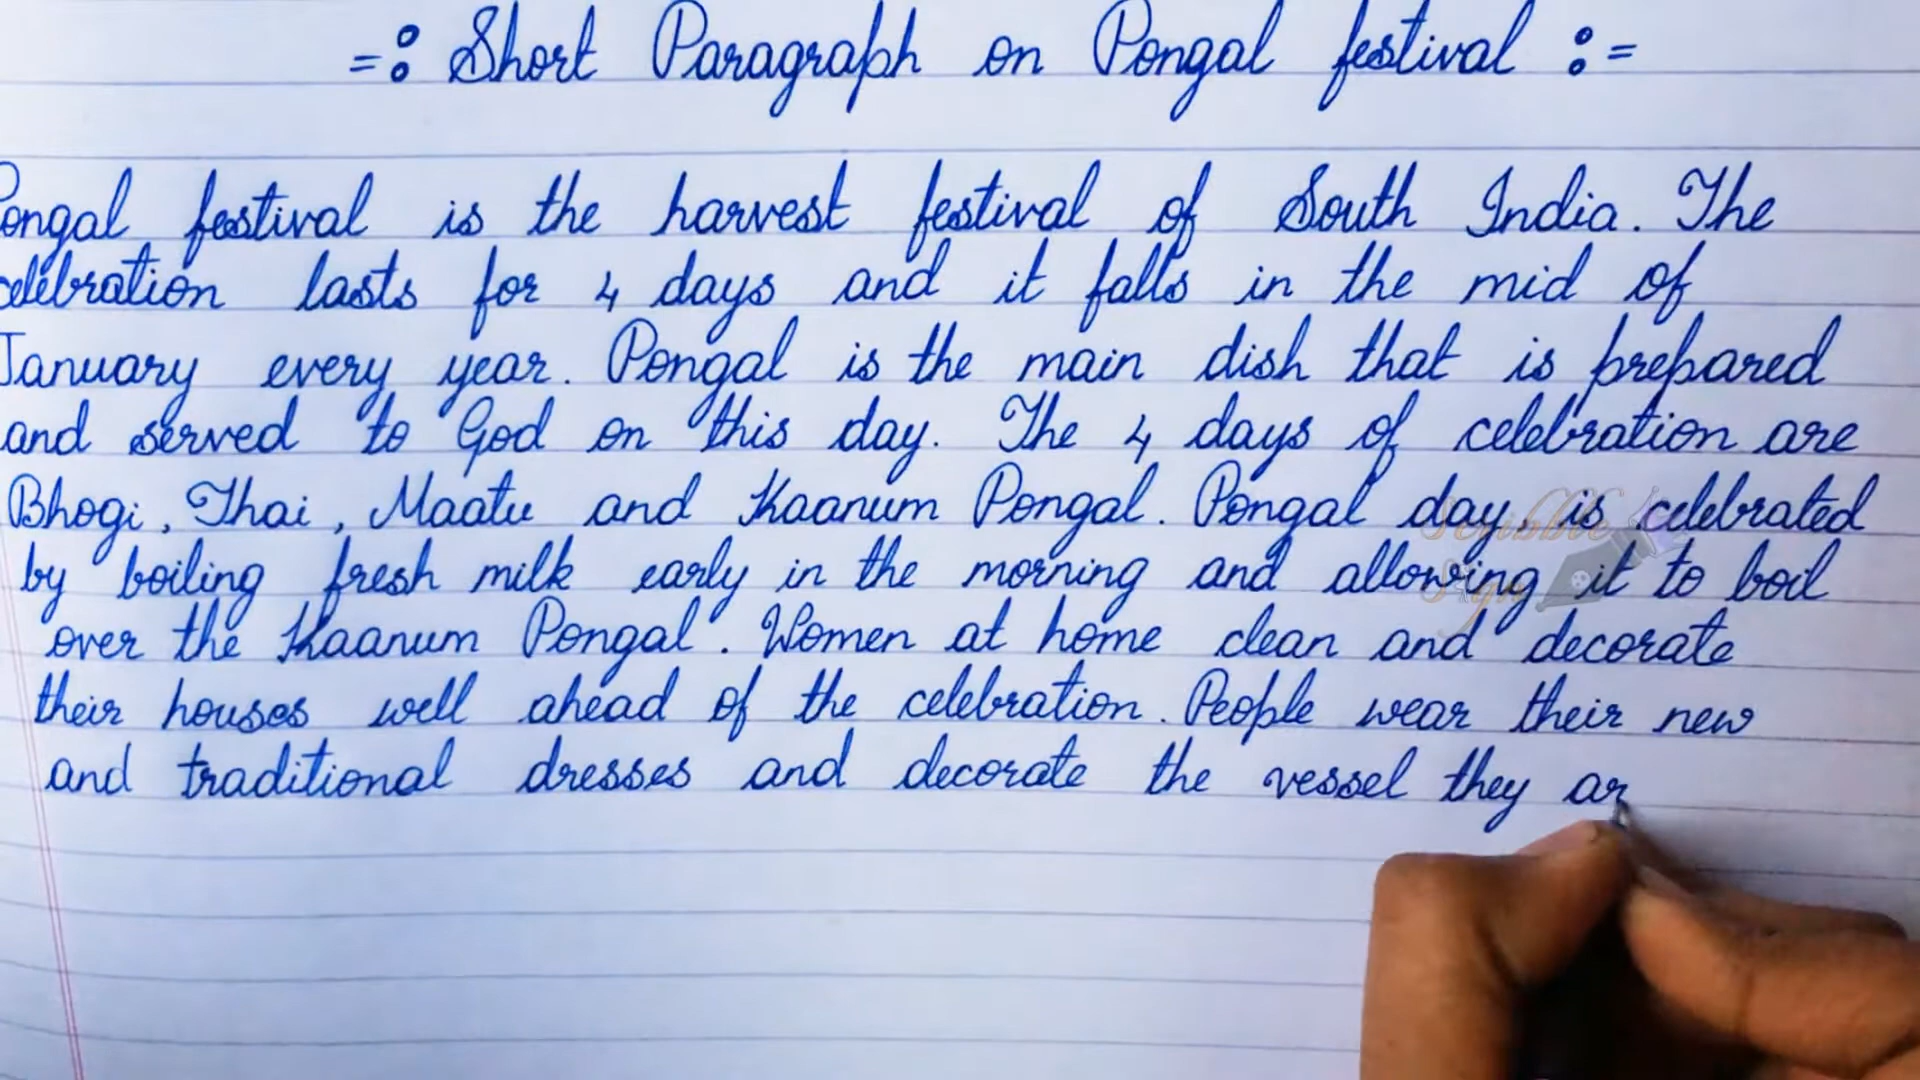 =: Short Paragraph on Pongal festival :=
Pongal festival is the harvest festival of South India. The
celebration lasts for 4 days and it falls in the mid of
January every year. Pongal is the main dish that is prepared
and served to God on this day. The 4 days of celebration are
Bhogi, Thai, Maatu and Kaanum Pongal. Pongal day, is celebrated
by boiling fresh milk early in the morning and allowing it to boil
over the Kaanum Pongal. Women at home clean and decorate
their houses well ahead of the celebration. People wear their new
and traditional dresses and decorate the vessel they ar
Scribble
Sign